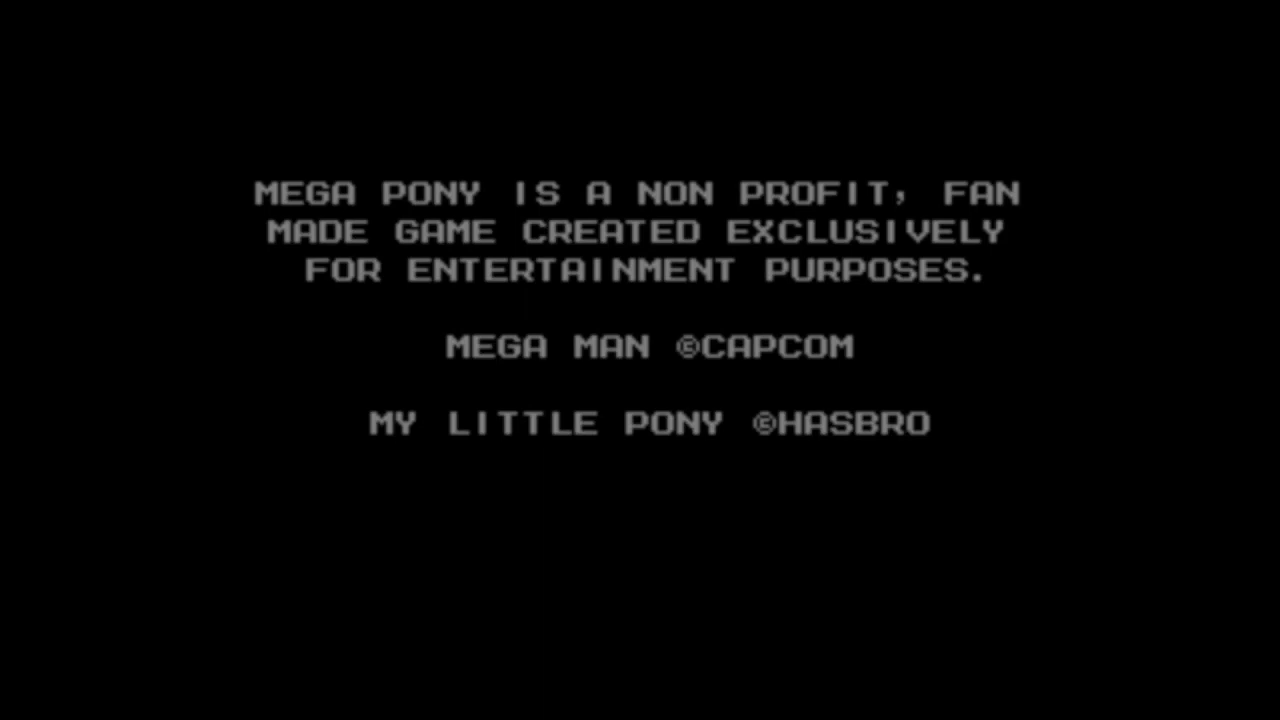 MEGA PONY IS A NON PROFIT, FAN
MADE GAME CREATED EXCLUSIVELY
FOR ENTERTAINMENT PURPOSES.
MEGA MAN ©CAPCOM
MY LITTLE PONY ©HASBRO